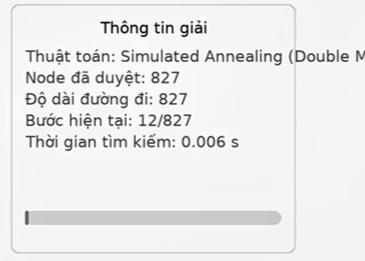 Thông tin giải
Thuật toán: Simulated Annealing (Double M
Node đã duyệt: 827
Độ dài đường đi: 827
Bước hiện tại: 12/827
Thời gian tìm kiếm: 0.006 s